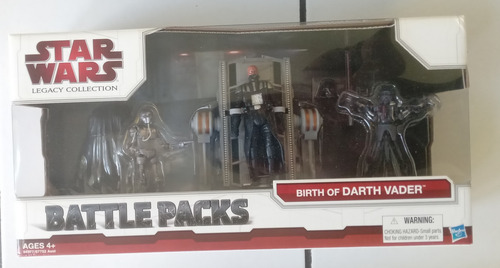 STAR
WARS
LEGACY COLLECTION
BIRTH OF DARTH VADER™
BATTLE PACKS
AGES 4+
WARNING:
CHOKING HAZARD-Small parts.
Not for children under 3 years.
Hasbro